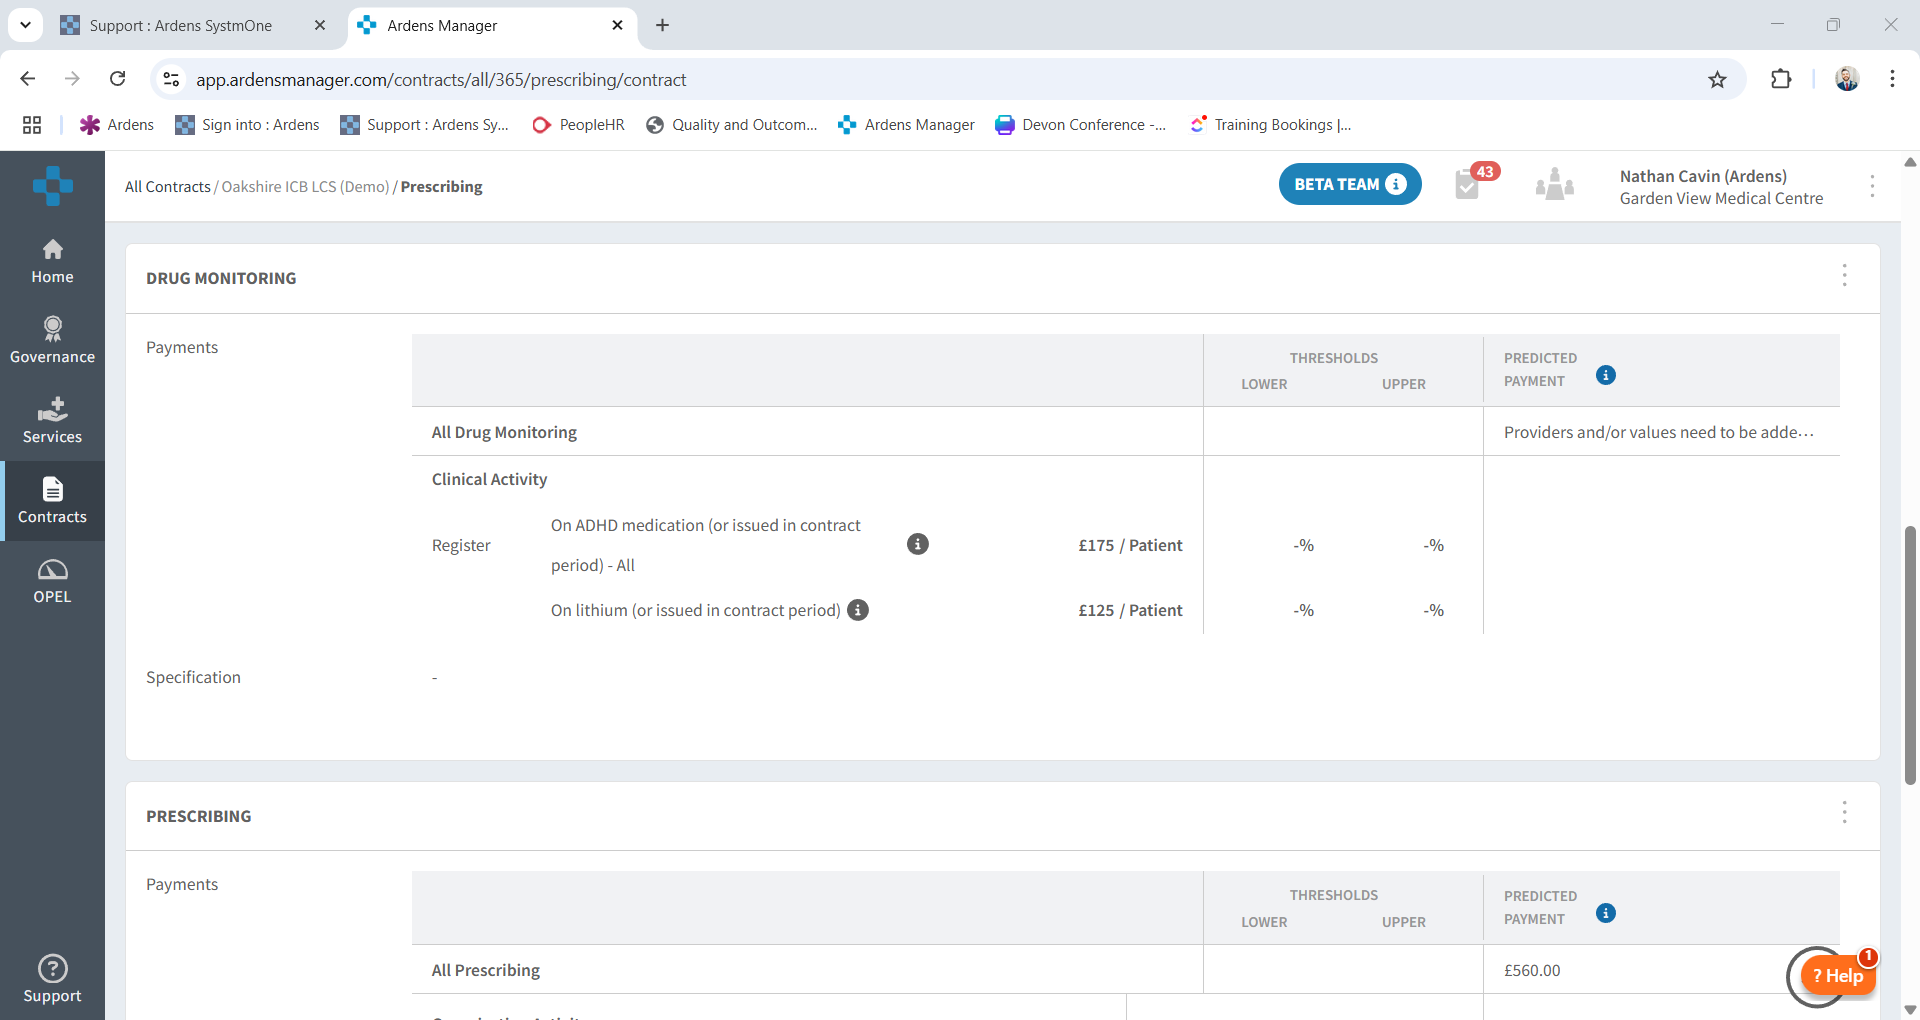 Support : Ardens SystmOne
Ardens Manager
app.ardensmanager.com/contracts/all/365/prescribing/contract
Ardens
Sign into : Ardens
Support : Ardens Sy...
PeopleHR
Quality and Outcom...
Ardens Manager
Devon Conference -...
Training Bookings |...
All Contracts / Oakshire ICB LCS (Demo) / Prescribing
BETA TEAM
43
Nathan Cavin (Ardens)
Garden View Medical Centre
Home
Governance
Services
Contracts
OPEL
Support
DRUG MONITORING
Payments
THRESHOLDS
LOWER UPPER
PREDICTED
PAYMENT
All Drug Monitoring
Providers and/or values need to be adde...
Clinical Activity
Register
On ADHD medication (or issued in contract
period) - All
£175 / Patient -% -%
On lithium (or issued in contract period) £125 / Patient -% -%
Specification -
PRESCRIBING
Payments
THRESHOLDS
LOWER UPPER
PREDICTED
PAYMENT
All Prescribing £560.00
? Help
1